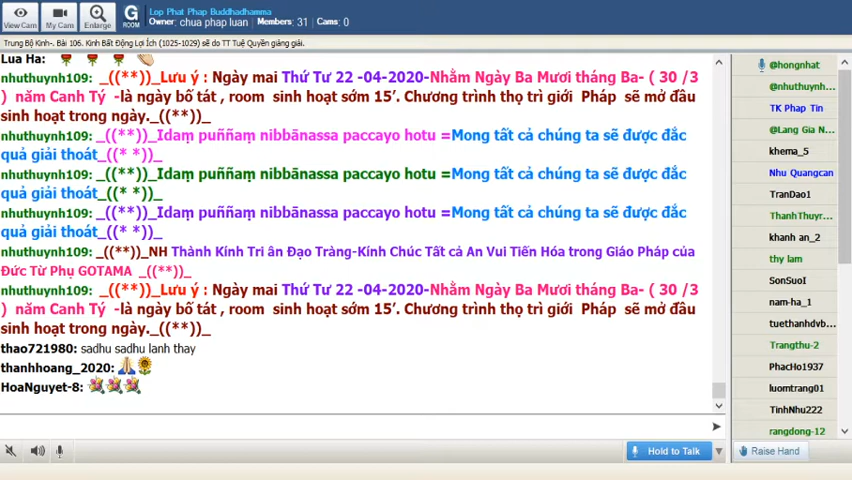 View Cam
My Cam
Enlarge
G
ROOM
Lop Phat Phap Buddhadhamma
Owner: chua phap luan
Members: 31
Cams: 0
Trung Bộ Kinh-. Bài 106. Kinh Bất Động Lợi Ích (1025-1029) sẽ do TT Tuệ Quyền giảng giải.
Lua Ha:
nhuthuynh109: _((**)_Lưu ý : Ngày mai Thứ Tư 22 -04-2020-Nhằm Ngày Ba Mươi tháng Ba- ( 30 /3
) năm Canh Tý -là ngày bố tát , room sinh hoạt sớm 15’. Chương trình thọ trì giới Pháp sẽ mở đầu
sinh hoạt trong ngày._((**)_
nhuthuynh109: _((**)_Idaṃ puññaṃ nibbānassa paccayo hotu =Mong tất cả chúng ta sẽ được đắc
quả giải thoát_((* *)_
nhuthuynh109: _((**)_Idaṃ puññaṃ nibbānassa paccayo hotu =Mong tất cả chúng ta sẽ được đắc
quả giải thoát_((* *)_
nhuthuynh109: _((**)_Idaṃ puññaṃ nibbānassa paccayo hotu =Mong tất cả chúng ta sẽ được đắc
quả giải thoát_((* *)_
nhuthuynh109: _((**)_NH Thành Kính Tri ân Đạo Tràng-Kính Chúc Tất cả An Vui Tiến Hóa trong Giáo Pháp của
Đức Từ Phụ GOTAMA _((**)_
nhuthuynh109: _((**)_Lưu ý : Ngày mai Thứ Tư 22 -04-2020-Nhằm Ngày Ba Mươi tháng Ba- ( 30 /3
) năm Canh Tý -là ngày bố tát , room sinh hoạt sớm 15’. Chương trình thọ trì giới Pháp sẽ mở đầu
sinh hoạt trong ngày._((**)_
thao721980: sadhu sadhu lanh thay
thanhhoang_2020:
HoaNguyet-8:
@hongnhat
@nhuthuynh...
TK Phap Tin
@Lang Gia N...
khema_5
Nhu Quangcan
TranDao1
ThanhThuyr...
khanh an_2
thy lam
SonSuoI
nam-ha_1
tuethanhdvb...
Trangthu-2
PhacHo1937
luomtrang01
TinhNhu222
rangdong-12
Hold to Talk
Raise Hand